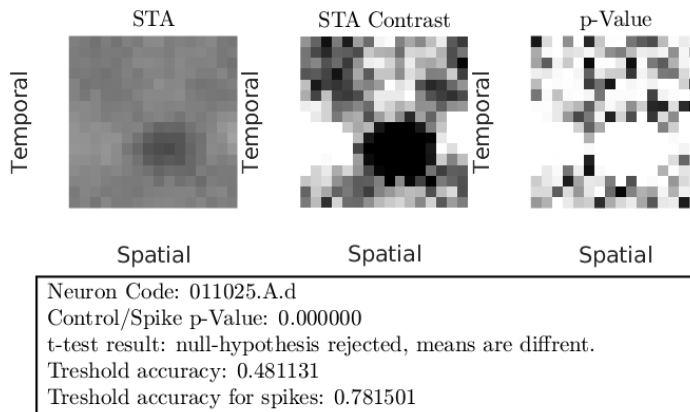 STA
STA Contrast
p-Value
Temporal
Temporal
Temporal
Spatial
Spatial
Spatial
Neuron Code: 011025.A.d
Control/Spike p-Value: 0.000000
t-test result: null-hypothesis rejected, means are diffrent.
Treshold accuracy: 0.481131
Treshold accuracy for spikes: 0.781501